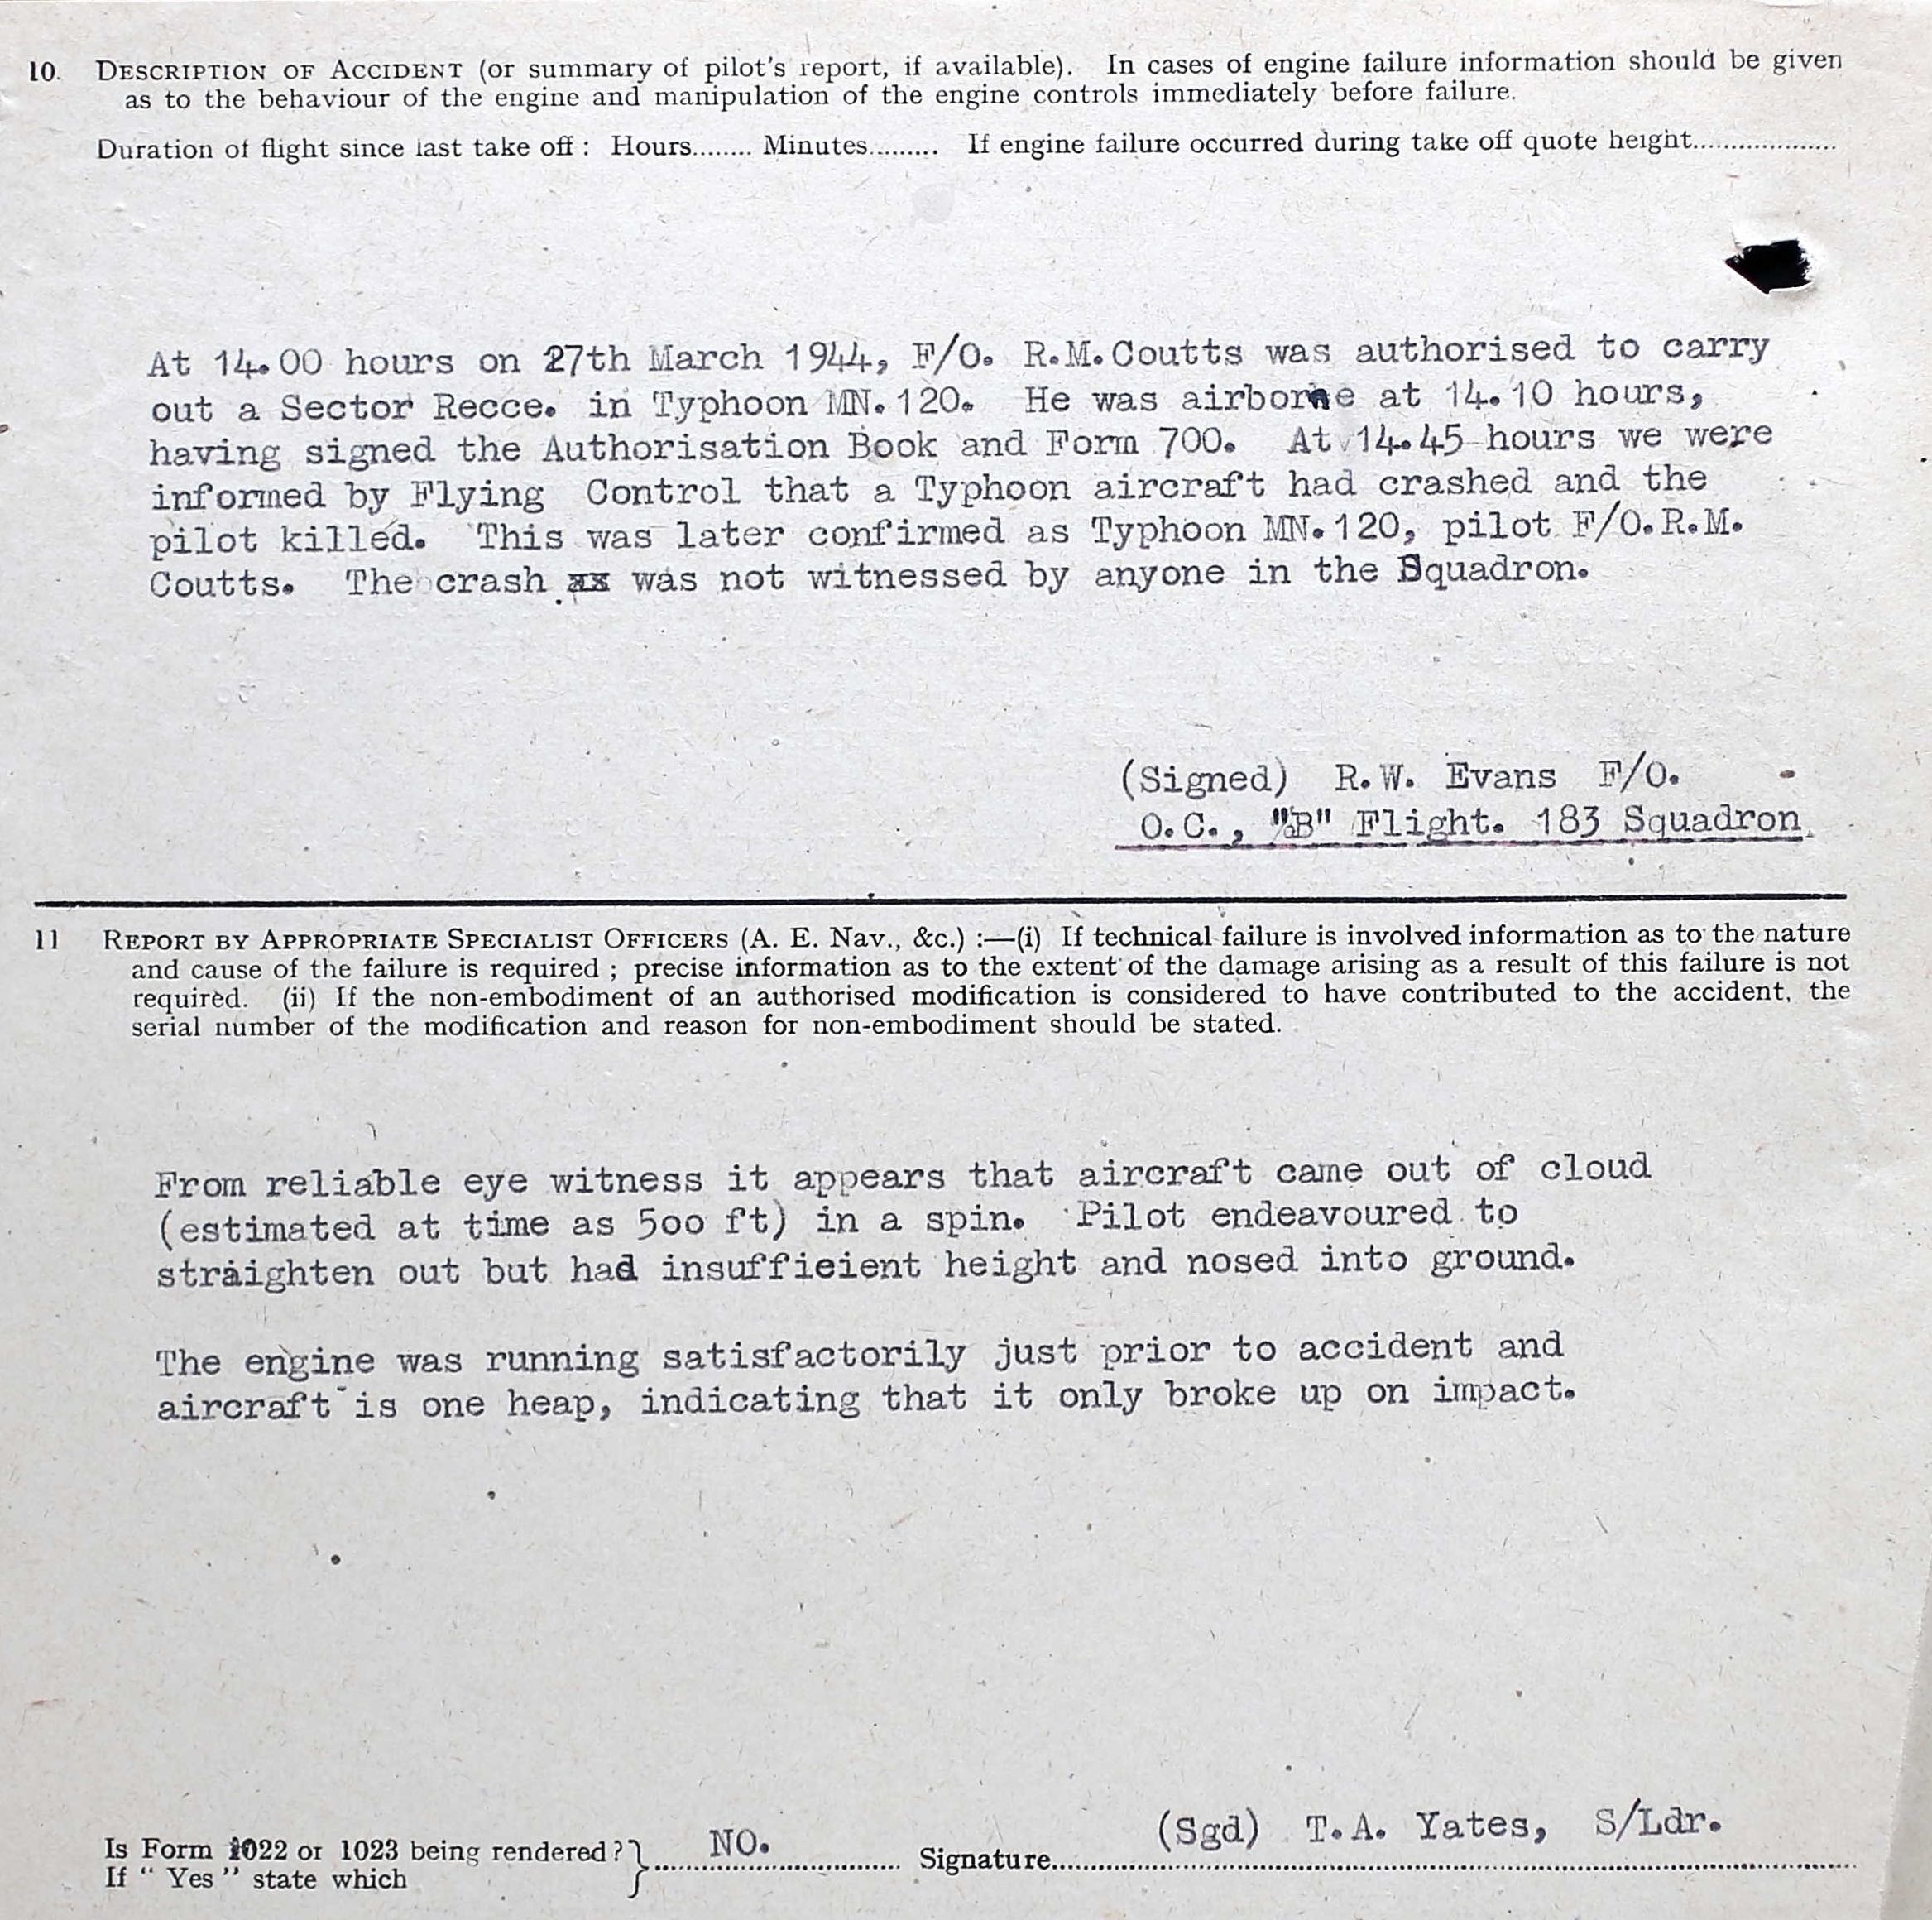 10. DESCRIPTION OF ACCIDENT (or summary of pilot's report, if available). In cases of engine failure information should be given
as to the behaviour of the engine and manipulation of the engine controls immediately before failure.
Duration of flight since last take off : Hours........ Minutes......... If engine failure occurred during take off quote height...................
At 14.00 hours on 27th March 1944, F/O. R.M.Coutts was authorised to carry
out a Sector Recce. in Typhoon MN.120. He was airborne at 14.10 hours,
having signed the Authorisation Book and Form 700. At 14.45 hours we were
informed by Flying Control that a Typhoon aircraft had crashed and the
pilot killed. This was later confirmed as Typhoon MN.120, pilot F/O.R.M.
Coutts. The crash was not witnessed by anyone in the Squadron.
(Signed) R.W. Evans F/O.
O.C., "B" Flight. 183 Squadron
11 REPORT BY APPROPRIATE SPECIALIST OFFICERS (A. E. Nav., &c.) :—(i) If technical failure is involved information as to the nature
and cause of the failure is required ; precise information as to the extent of the damage arising as a result of this failure is not
required. (ii) If the non-embodiment of an authorised modification is considered to have contributed to the accident, the
serial number of the modification and reason for non-embodiment should be stated.
From reliable eye witness it appears that aircraft came out of cloud
(estimated at time as 500 ft) in a spin. Pilot endeavoured to
straighten out but had insuffieient height and nosed into ground.
The engine was running satisfactorily just prior to accident and
aircraft is one heap, indicating that it only broke up on impact.
(Sgd) T.A. Yates, S/Ldr.
Is Form 1022 or 1023 being rendered ? } NO. Signature
If " Yes " state which